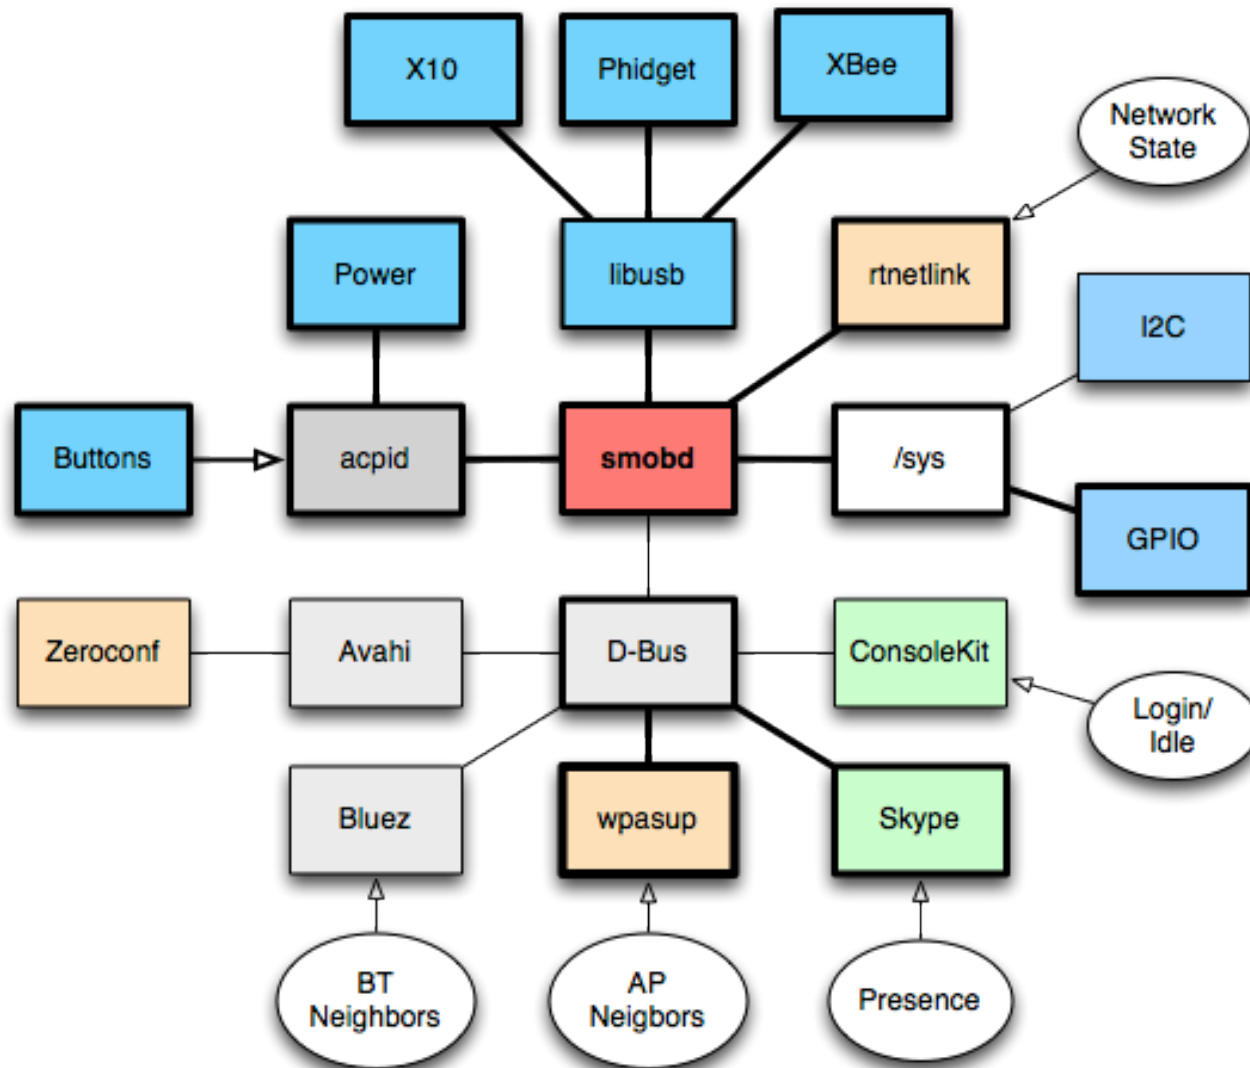 X10
Phidget
XBee
Network
State
Power
libusb
rtnetlink
I2C
Buttons
acpid
smobd
/sys
GPIO
Zeroconf
Avahi
D-Bus
ConsoleKit
Login/
Idle
Bluez
wpasup
Skype
BT
Neighbors
AP
Neigbors
Presence